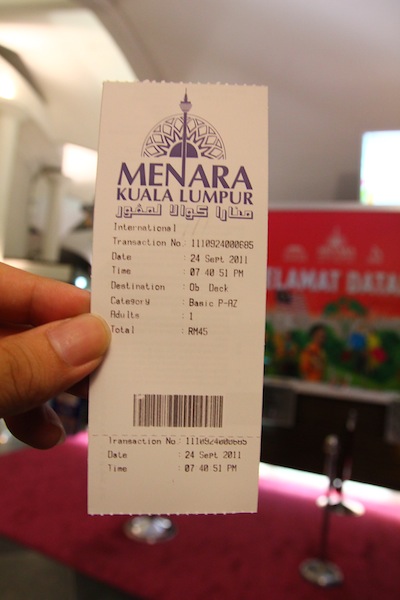 MENARA
KUALA LUMPUR
منارا كوالا لمڤور
International
Transaction No : 1110924000685
Date : 24 Sept 2011
Time : 07 40 51 PM
Destination : Ob Deck
Category : Basic P-AZ
Adults : 1
Total : RM45
Transaction No : 1110924000685
Date : 24 Sept 2011
Time : 07 40 51 PM
ELAMAT DATA